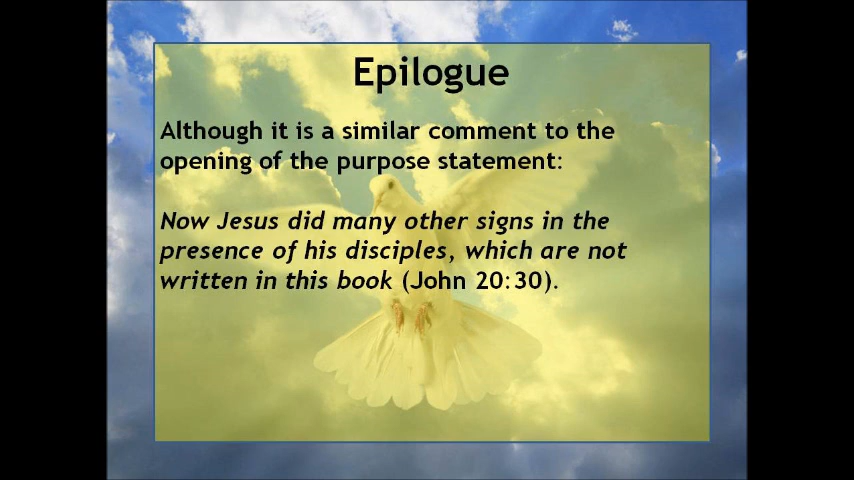 Epilogue
Although it is a similar comment to the
opening of the purpose statement:
Now Jesus did many other signs in the
presence of his disciples, which are not
written in this book (John 20:30).